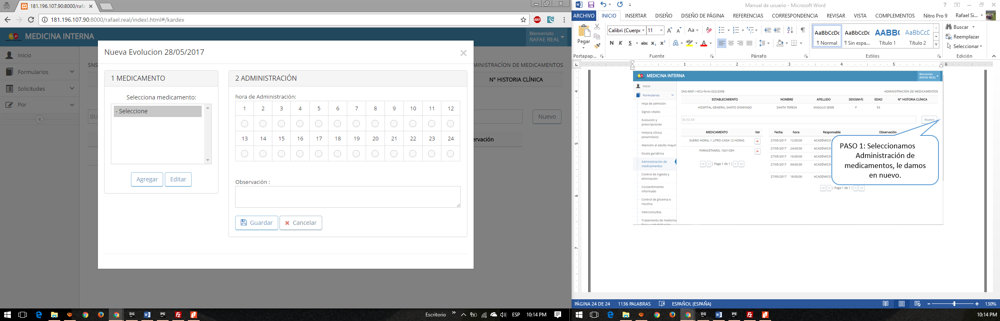 181.196.107.90:8000/rafa
181.196.107.90:8000/rafael.real/index!.html#/kardex
MEDICINA INTERNA
Bienvenido
RAFAE REAL
Inicio
Formularios
Solicitudes
Por
SNS
MINISTRACÍON DE MEDICAMENTOS
N° HISTORIA CLÍNICA
BU
Nuevo
ervación
Nueva Evolucion 28/05/2017
1 MEDICAMENTO
Selecciona medicamento:
- Seleccione
Agregar Editar
2 ADMINISTRACIÓN
hora de Administración:
1 2 3 4 5 6 7 8 9 10 11 12
13 14 15 16 17 18 19 20 21 22 23 24
Observación :
Guardar Cancelar
Escritorio ESP 10:14 PM
Manual de usuario - Microsoft Word
ARCHIVO INICIO INSERTAR DISEÑO DISEÑO DE PÁGINA REFERENCIAS CORRESPONDENCIA REVISAR VISTA COMPLEMENTOS Nitro Pro 9 Rafael Si...
Pegar
Calibri (Cuerpo 11
N K S abc x₂ x²
AaBbCcDc AaBbCcDc AABBC AaBbCcC
¶ Normal ¶ Sin espa... Título 1 Título 2
Buscar
Reemplazar
Seleccionar
Portapap... Fuente Párrafo Estilos Edición
1 2 3 4 5 6
4
5
6
7
MEDICINA INTERNA
Bienvenido
RAFAE REAL
Inicio
Formularios
Hoja de admisión
Signos vitales
Evolución y
prescripciones
Historia clínica
(anamnesis)
Atención al adulto mayor
Escala geriátrica
Administración de
medicamentos
Control de ingesta y
eliminación
Consentimiento
informado
Control de glicemia e
insulina
Interconsultas
Tratamiento de medicina
SNS-MSP / HCU-form.022/2008
ADMINISTRACÍON DE MEDICAMENTOS
ESTABLECIMIENTO NOMBRE APELLIDO SEXO(M-F) EDAD N° HISTORIA CLÍNICA
HOSPITAL GENERAL SANTO DOMINGO SANTA TERESA ANGULO SEME F 53
BUSCAR
Nuevo
MEDICAMENTO Ver
SUERO HORAL 1 LITRO CADA 12 HORAS
PARACETAMOL 1GIV C8H
<< < | Page 1 de 1 | > >>
Fecha hora Responsable Observación
27/05/2017 12:00:00 ACADÉMICO
27/05/2017 24:00:00 ACADÉMICO
27/05/2017 16:00:00 ACADÉMICO
27/05/2017 04:00:00 ACADÉMICO
27/05/2017 18:00:00 ACADÉMICO
<< < | Page 1 de 1 | > >>
PASO 1: Seleccionamos
Administración de
medicamentos, le damos
en nuevo.
PÁGINA 24 DE 24 1136 PALABRAS ESPAÑOL (ESPAÑA) 130%
10:14 PM